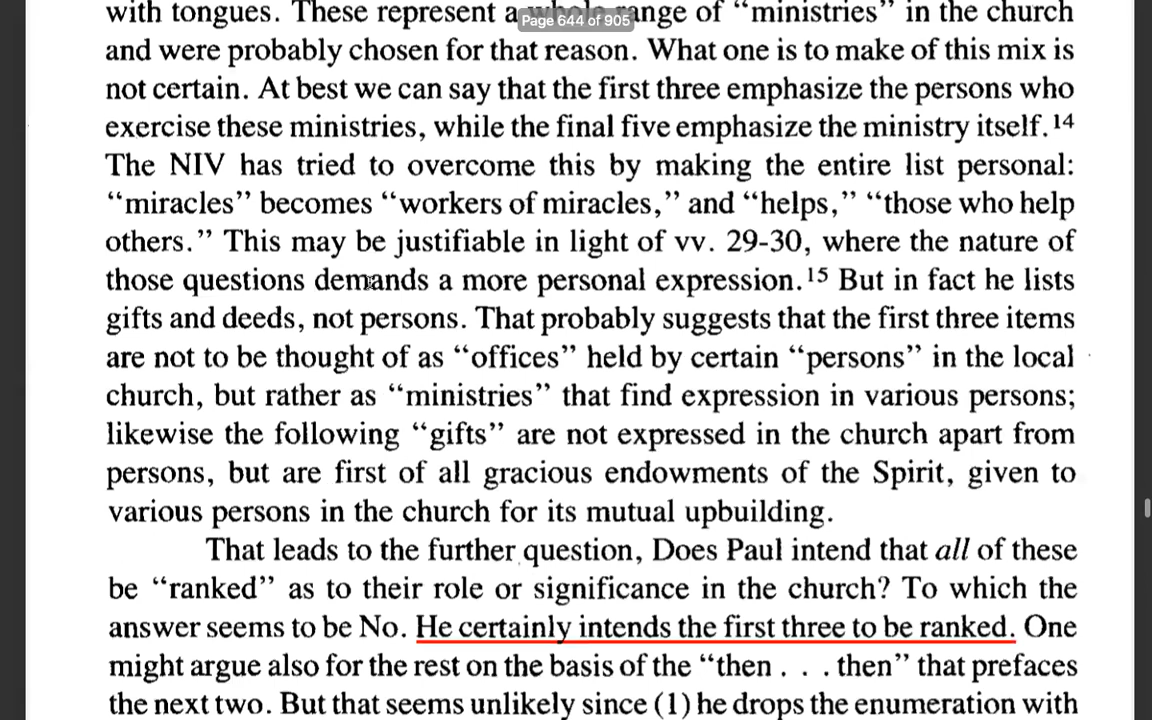 with tongues. These represent a whole range of “ministries” in the church
Page 644 of 905
and were probably chosen for that reason. What one is to make of this mix is
not certain. At best we can say that the first three emphasize the persons who
exercise these ministries, while the final five emphasize the ministry itself.14
The NIV has tried to overcome this by making the entire list personal:
“miracles” becomes “workers of miracles,” and “helps,” “those who help
others.” This may be justifiable in light of vv. 29-30, where the nature of
those questions demands a more personal expression.15 But in fact he lists
gifts and deeds, not persons. That probably suggests that the first three items
are not to be thought of as “offices” held by certain “persons” in the local
church, but rather as “ministries” that find expression in various persons;
likewise the following “gifts” are not expressed in the church apart from
persons, but are first of all gracious endowments of the Spirit, given to
various persons in the church for its mutual upbuilding.
That leads to the further question, Does Paul intend that all of these
be “ranked” as to their role or significance in the church? To which the
answer seems to be No. He certainly intends the first three to be ranked. One
might argue also for the rest on the basis of the “then . . . then” that prefaces
the next two. But that seems unlikely since (1) he drops the enumeration with